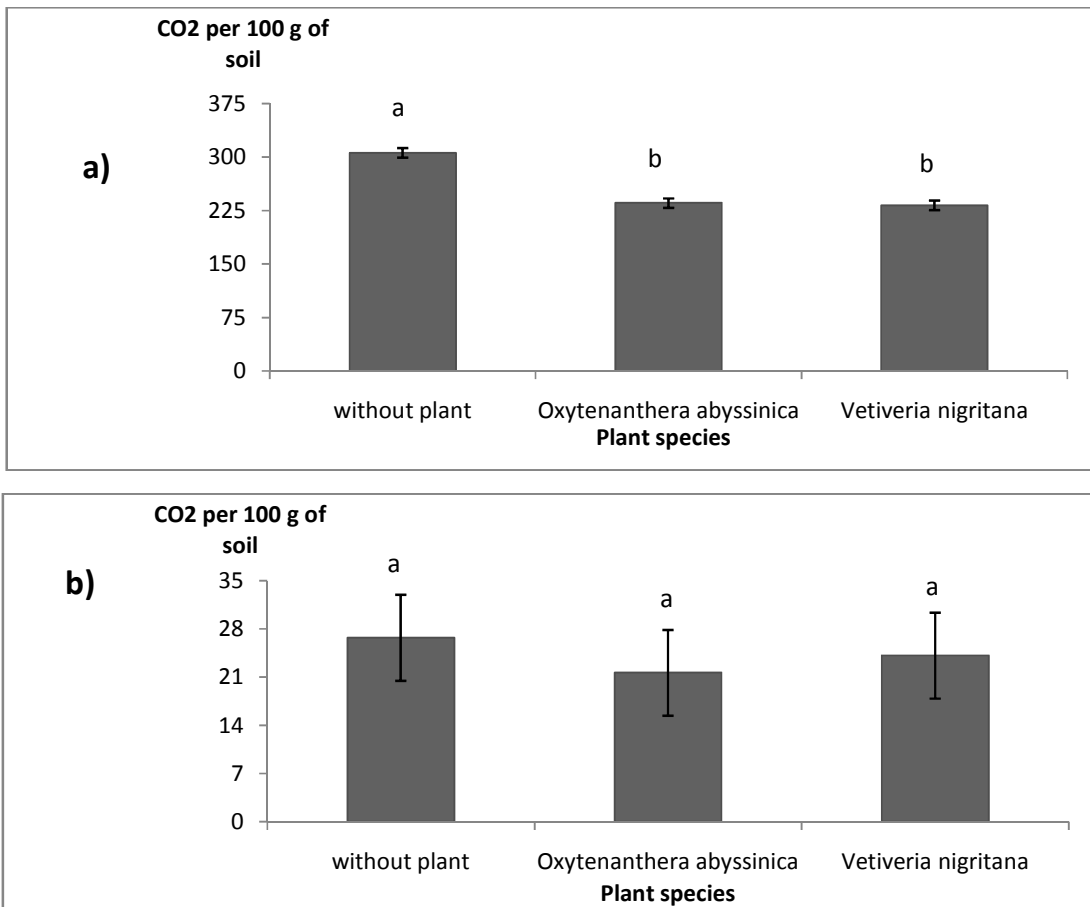 CO2 per 100 g of
soil
a)
375
300
225
150
75
0
a
b
b
without plant
Oxytenanthera abyssinica
Vetiveria nigritana
Plant species
CO2 per 100 g of
soil
b)
35
28
21
14
7
0
a
a
a
without plant
Oxytenanthera abyssinica
Vetiveria nigritana
Plant species